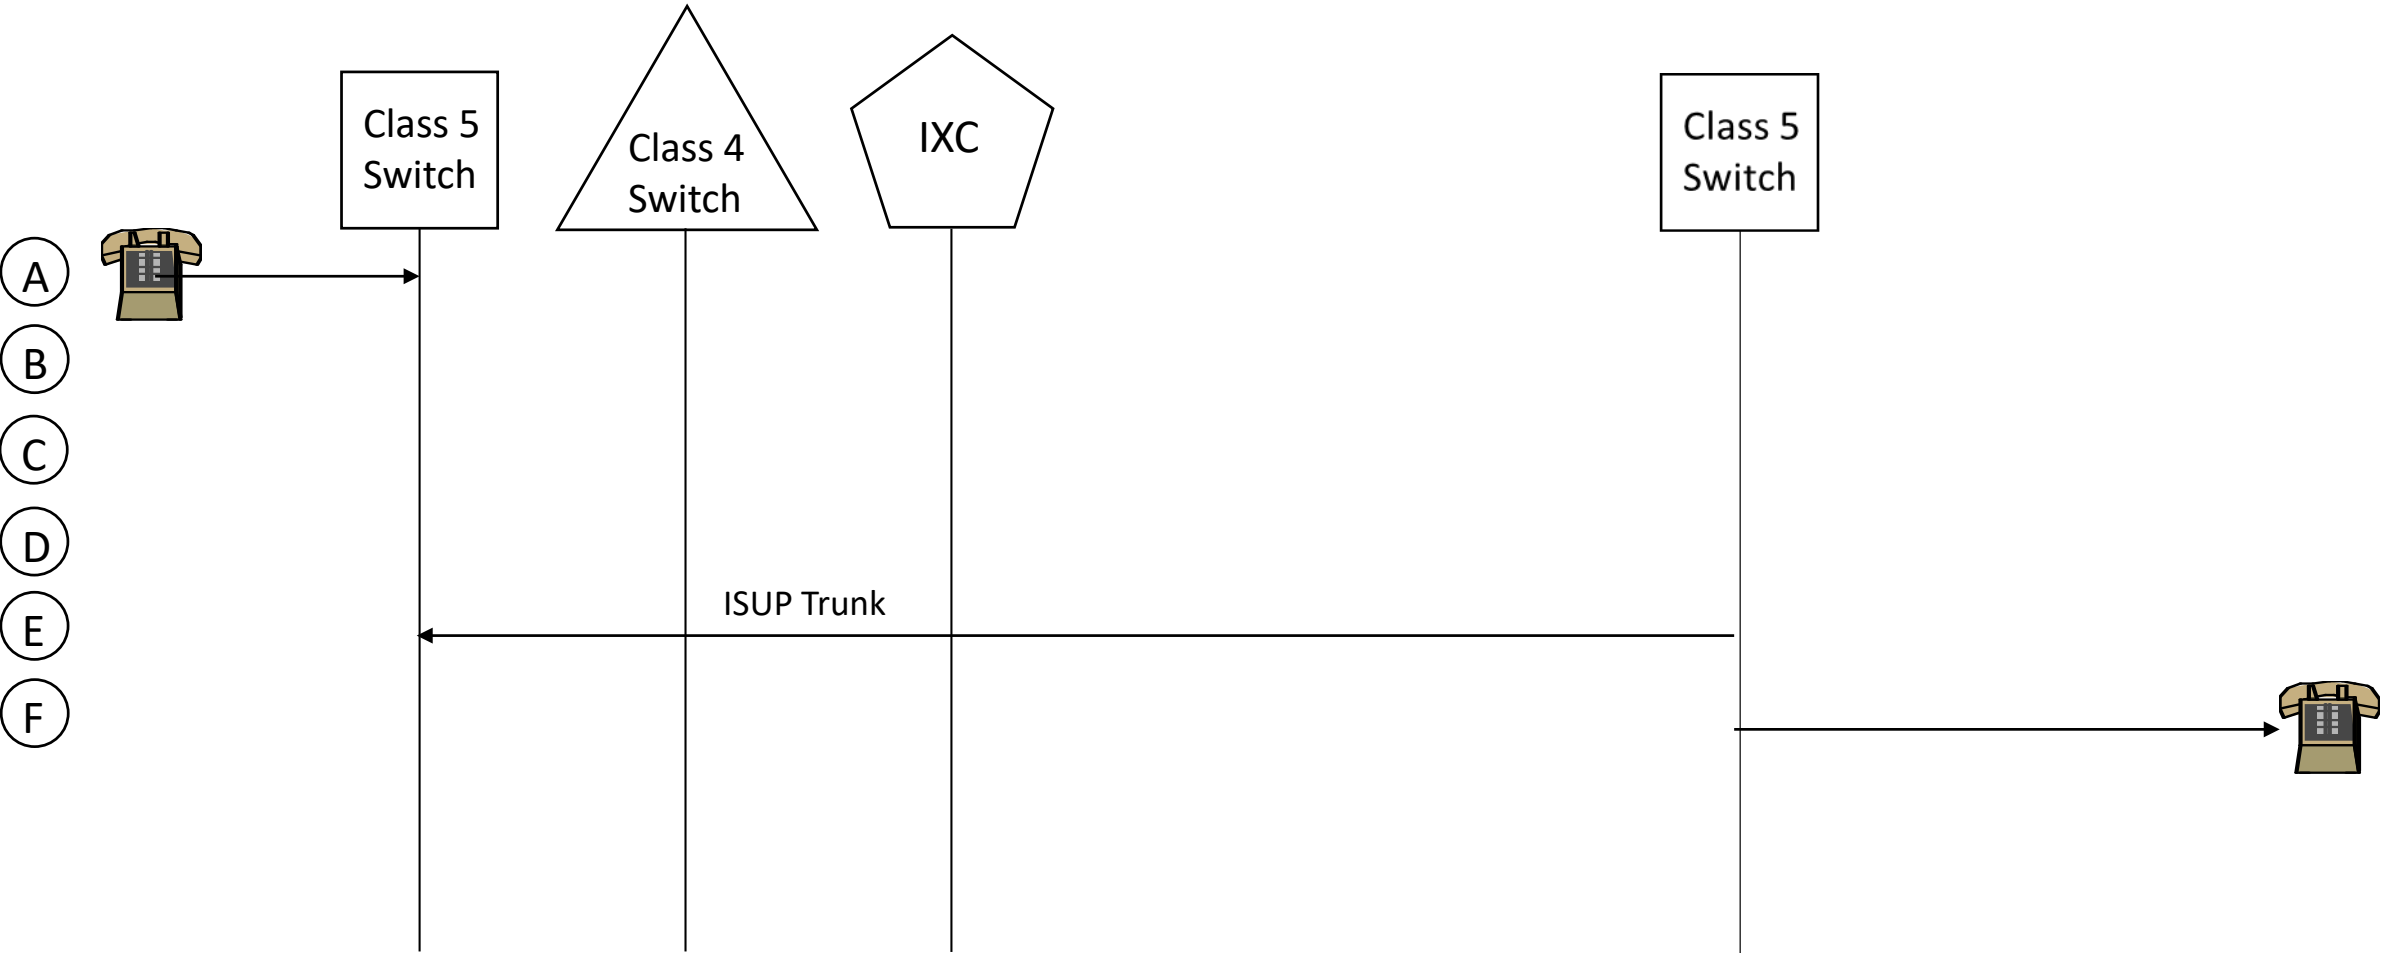 Class 5
Switch
Class 4
Switch
IXC
Class 5
Switch
A
B
C
D
E
ISUP Trunk
F